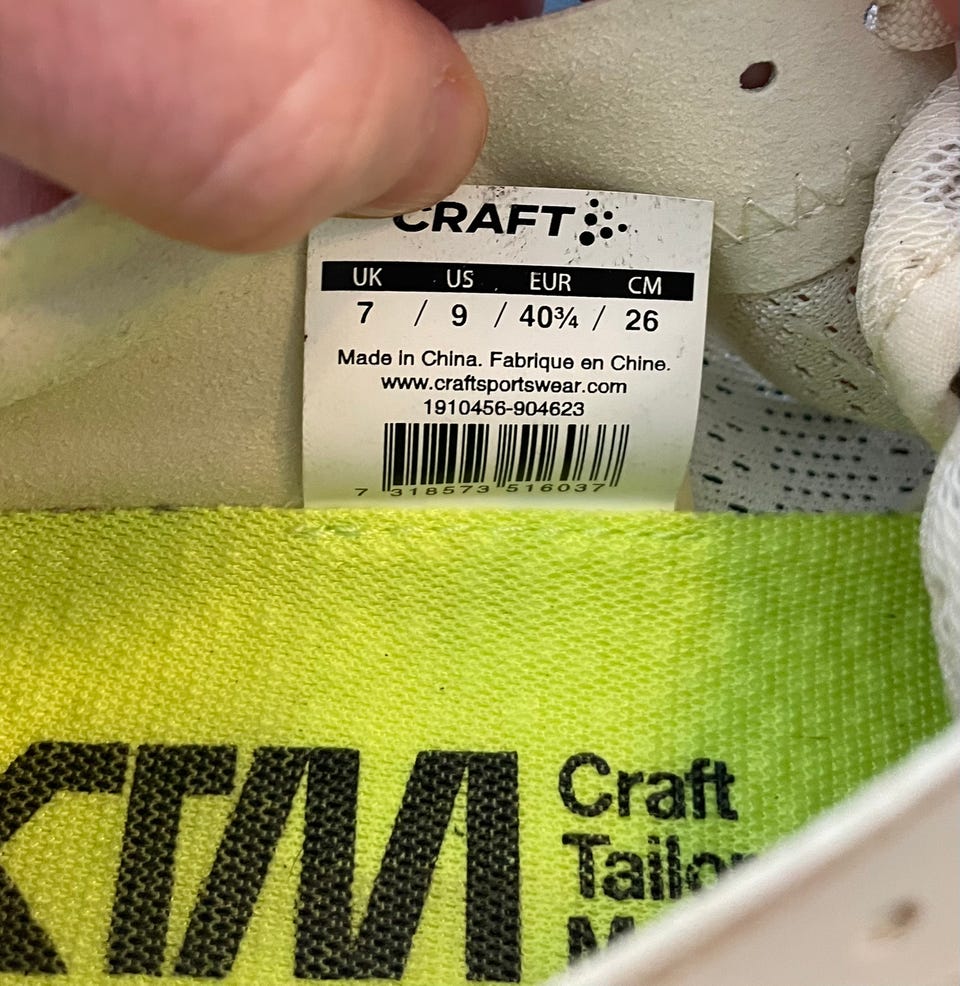 CRAFT
UK US EUR CM
7 / 9 / 40¾ / 26
Made in China. Fabrique en Chine.
www.craftsportswear.com
1910456-904623
7 318573 516037
CTM
Craft